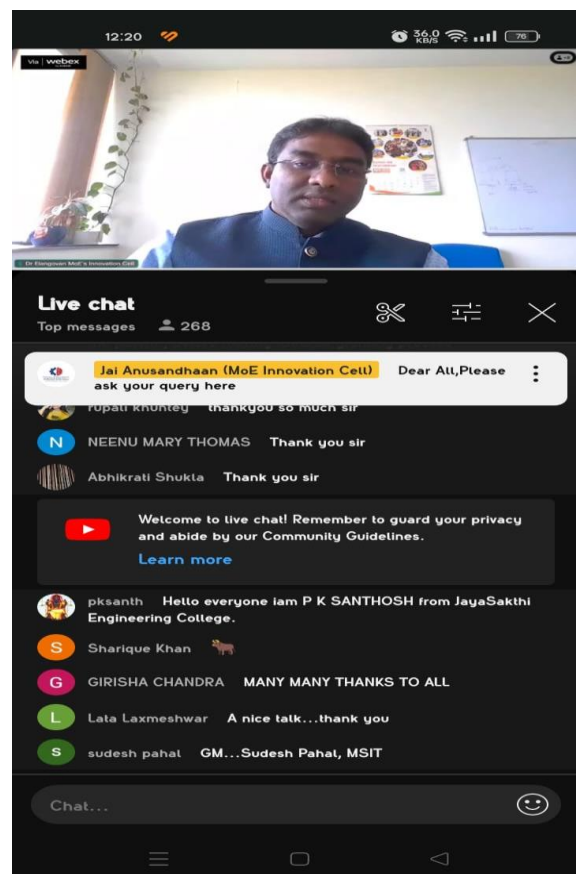 12:20
36.0
KB/S
76
Via | webex
Dr Elangovan MoE's Innovation Cell
Live chat
Top messages 268
Jai Anusandhaan (MoE Innovation Cell) Dear All,Please
ask your query here
rupali khuntey thankyou so much sir
N NEENU MARY THOMAS Thank you sir
Abhikrati Shukla Thank you sir
Welcome to live chat! Remember to guard your privacy
and abide by our Community Guidelines.
Learn more
pksanth Hello everyone iam P K SANTHOSH from JayaSakthi
Engineering College.
S Sharique Khan 🐂
G GIRISHA CHANDRA MANY MANY THANKS TO ALL
L Lata Laxmeshwar A nice talk...thank you
s sudesh pahal GM...Sudesh Pahal, MSIT
Chat...